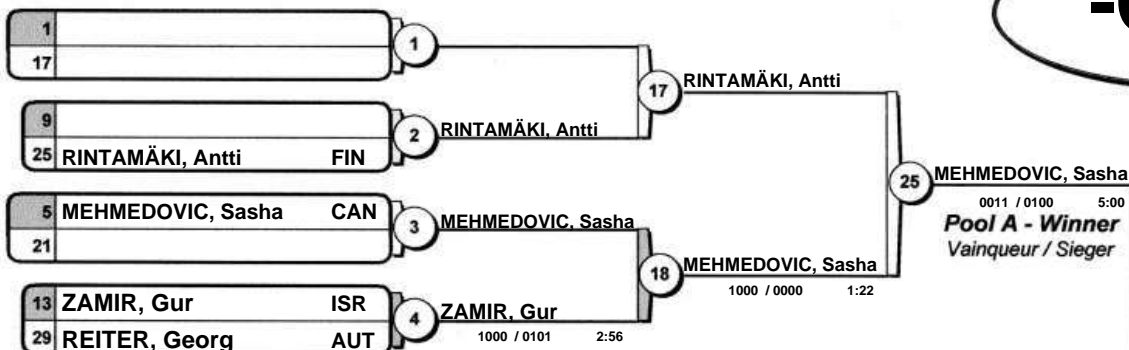 1
17
1
9
25 RINTAMÄKI, Antti FIN
2
RINTAMÄKI, Antti
17
RINTAMÄKI, Antti
5 MEHMEDOVIC, Sasha CAN
21
3
MEHMEDOVIC, Sasha
13 ZAMIR, Gur ISR
29 REITER, Georg AUT
4
ZAMIR, Gur
1000 / 0101 2:56
18
MEHMEDOVIC, Sasha
1000 / 0000 1:22
25
MEHMEDOVIC, Sasha
0011 / 0100 5:00
Pool A - Winner
Vainqueur / Sieger